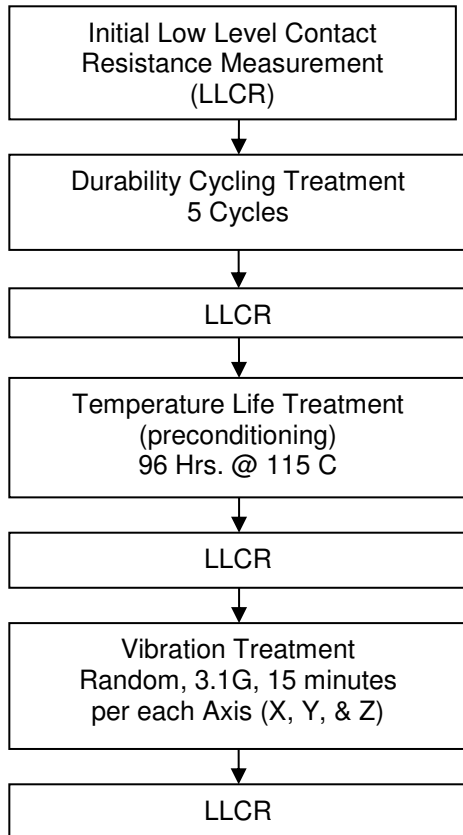 Initial Low Level Contact
Resistance Measurement
(LLCR)
Durability Cycling Treatment
5 Cycles
LLCR
Temperature Life Treatment
(preconditioning)
96 Hrs. @ 115 C
LLCR
Vibration Treatment
Random, 3.1G, 15 minutes
per each Axis (X, Y, & Z)
LLCR